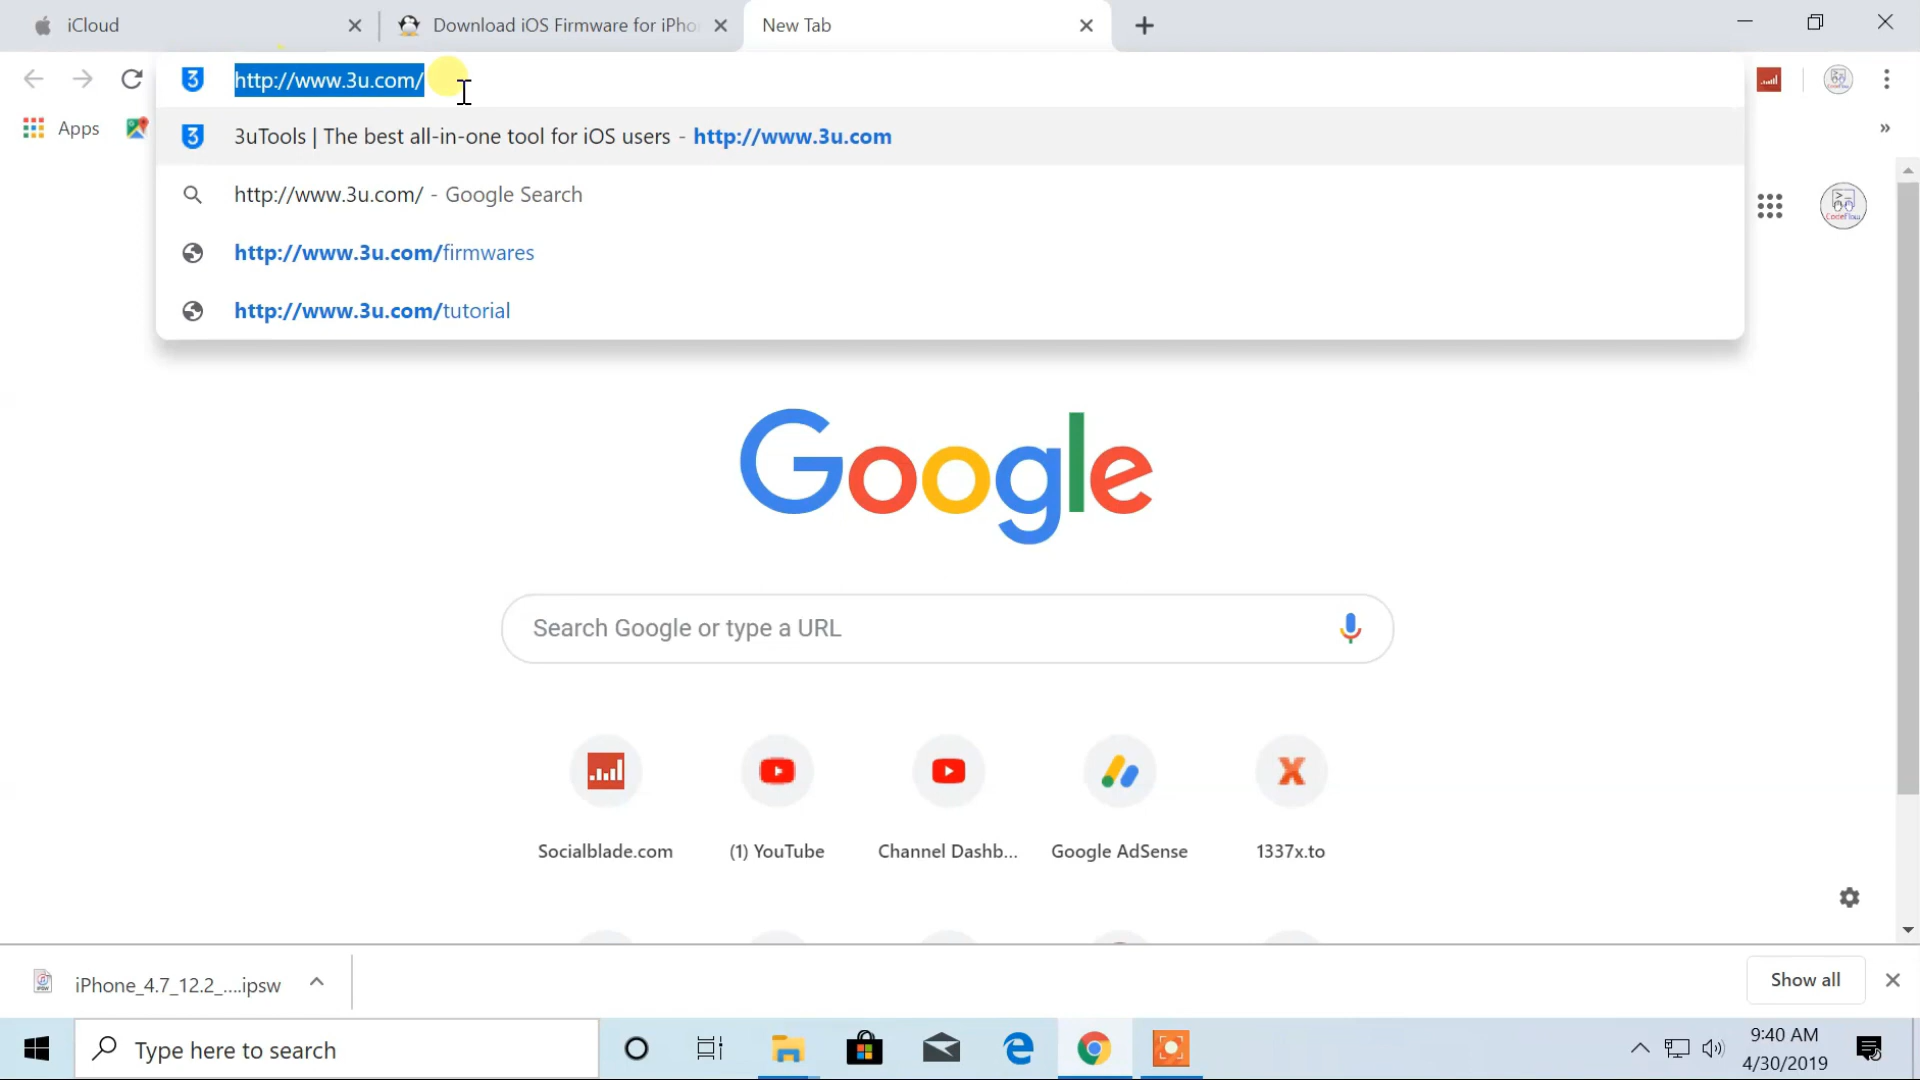 iCloud
Download iOS Firmware for iPho
New Tab
http://www.3u.com/
Apps
3uTools | The best all-in-one tool for iOS users - http://www.3u.com
http://www.3u.com/ - Google Search
http://www.3u.com/firmwares
http://www.3u.com/tutorial
Google
Search Google or type a URL
Socialblade.com
(1) YouTube
Channel Dashb...
Google AdSense
1337x.to
iPhone_4.7_12.2_....ipsw
Show all
Type here to search
9:40 AM
4/30/2019